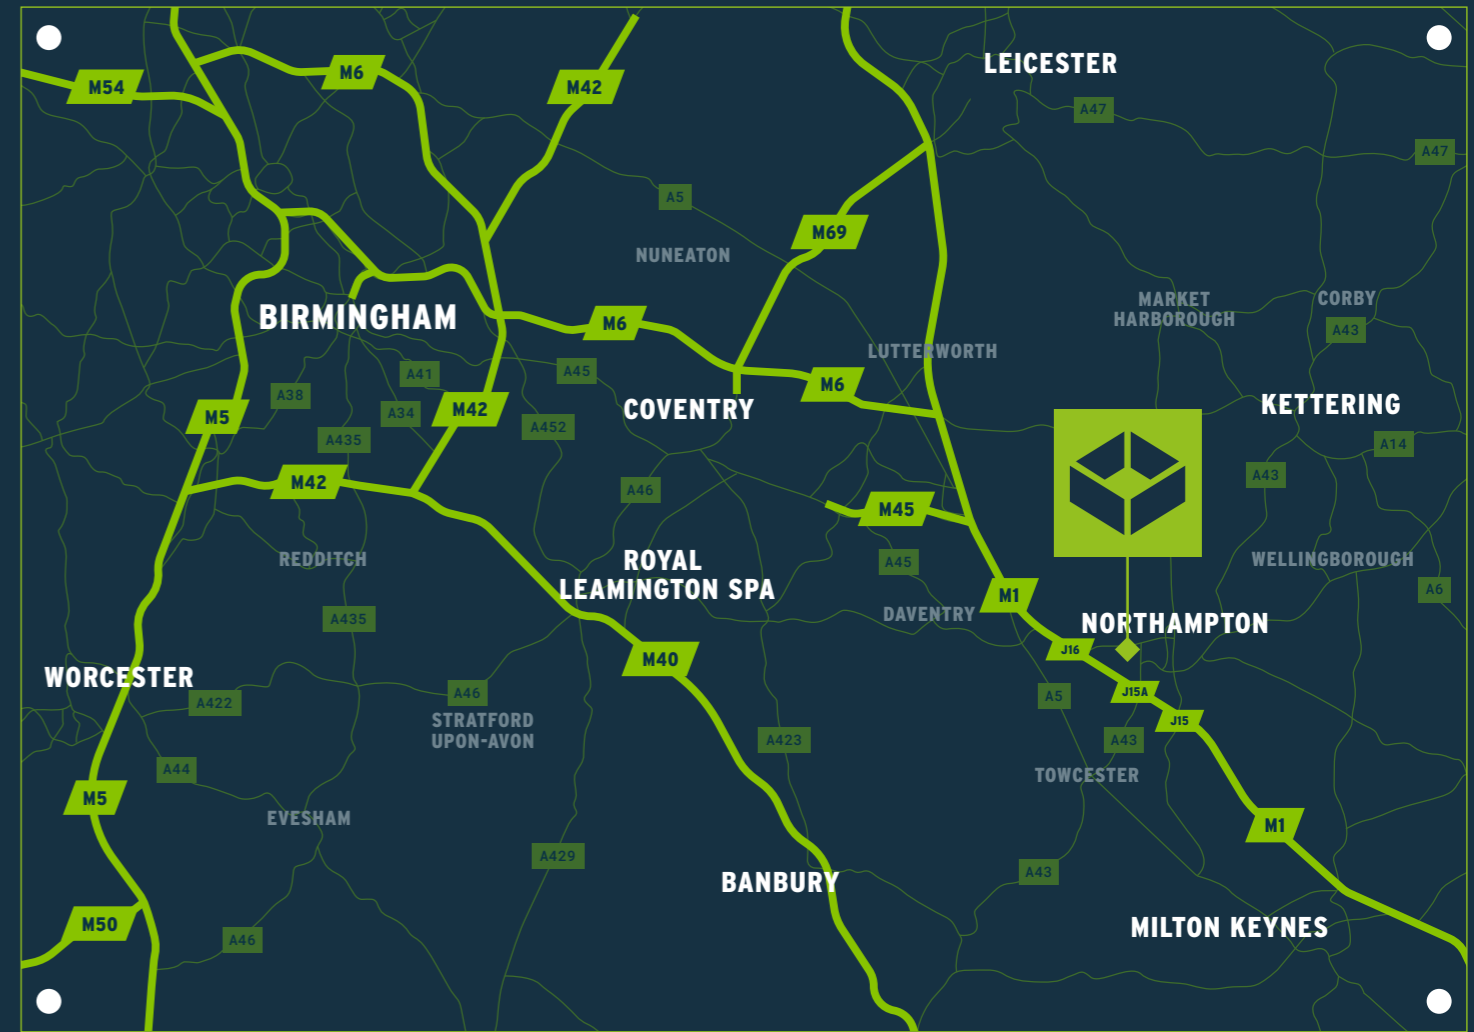 LEICESTER
M6
M54
M42
A47
A47
A5
M69
NUNEATON
MARKET
HARBOROUGH
CORBY
BIRMINGHAM
M6
A43
LUTTERWORTH
A41
A45
M6
A38
KETTERING
M5
A34
M42
COVENTRY
A452
A435
A14
M42
A43
A46
M45
REDDITCH
ROYAL
LEAMINGTON SPA
A45
WELLINGBOROUGH
A6
M1
A435
DAVENTRY
NORTHAMPTON
J16
M40
WORCESTER
A422
A46
A5
J15A
STRATFORD
UPON-AVON
J15
A423
A43
A44
TOWCESTER
M5
EVESHAM
M1
A429
A43
BANBURY
M50
A46
MILTON KEYNES